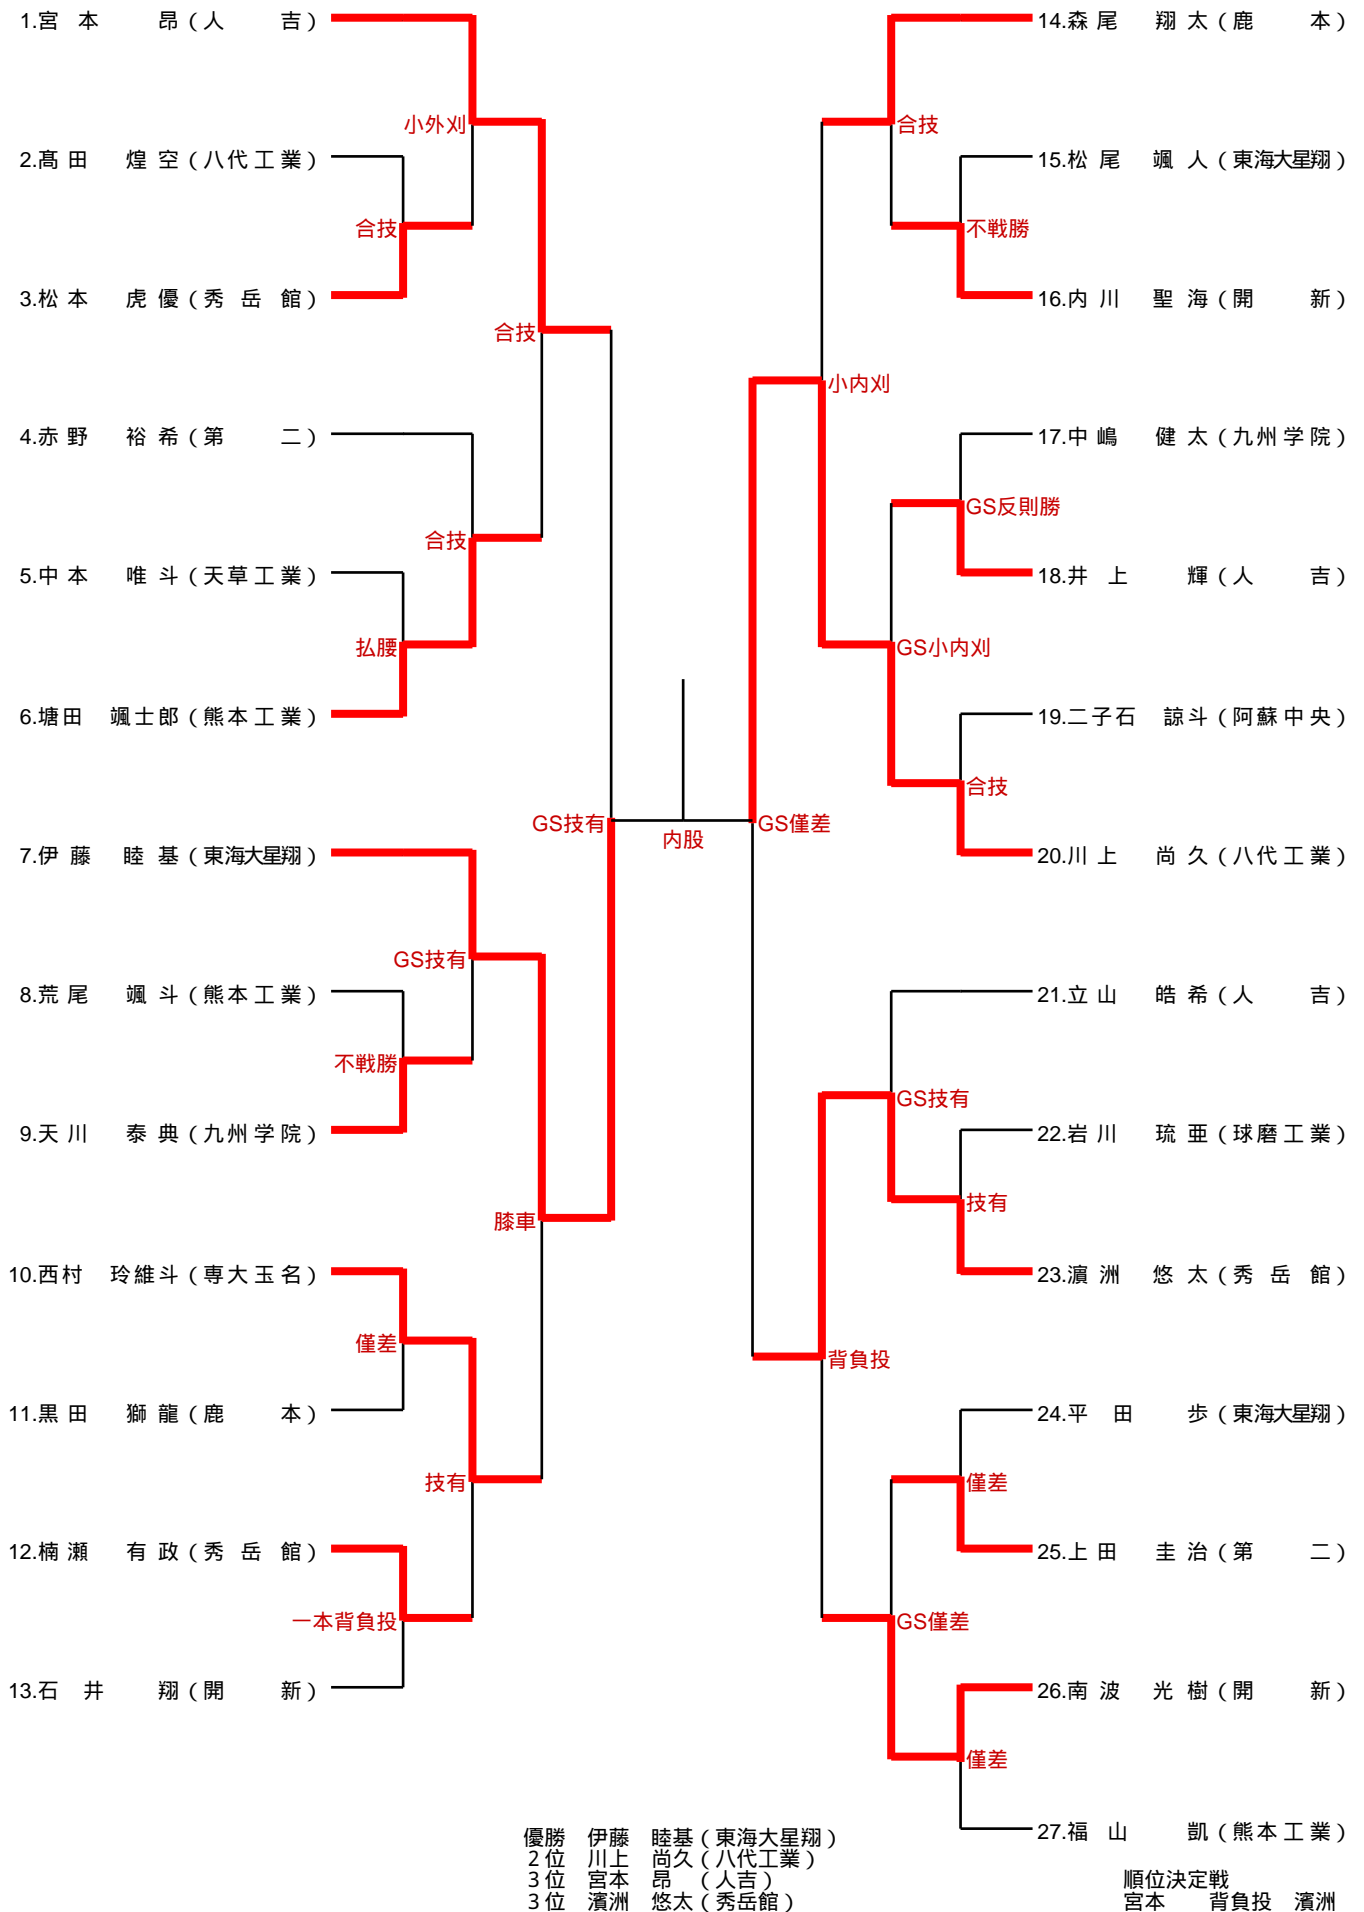 1.宮本　昴（人吉）
小外刈
2.髙田　煌空（八代工業）
合技
3.松本　虎優（秀岳館）
合技
4.赤野　裕希（第二）
合技
5.中本　唯斗（天草工業）
払腰
6.塘田　颯士郎（熊本工業）
GS技有
7.伊藤　睦基（東海大星翔）
GS技有
8.荒尾　颯斗（熊本工業）
不戦勝
9.天川　泰典（九州学院）
膝車
10.西村　玲維斗（専大玉名）
僅差
11.黒田　獅龍（鹿本）
技有
12.楠瀬　有政（秀岳館）
一本背負投
13.石井　翔（開新）
内股
14.森尾　翔太（鹿本）
合技
15.松尾　颯人（東海大星翔）
不戦勝
16.内川　聖海（開新）
小内刈
17.中嶋　健太（九州学院）
GS反則勝
18.井上　輝（人吉）
GS小内刈
19.二子石　諒斗（阿蘇中央）
合技
20.川上　尚久（八代工業）
GS僅差
21.立山　皓希（人吉）
GS技有
22.岩川　琉亜（球磨工業）
技有
23.濵洲　悠太（秀岳館）
背負投
24.平田　歩（東海大星翔）
僅差
25.上田　圭治（第二）
GS僅差
26.南波　光樹（開新）
僅差
27.福山　凱（熊本工業）
優勝　伊藤　睦基（東海大星翔）
2位　川上　尚久（八代工業）
3位　宮本　昴　（人吉）
3位　濱洲　悠太（秀岳館）
順位決定戦
宮本　背負投　濱洲